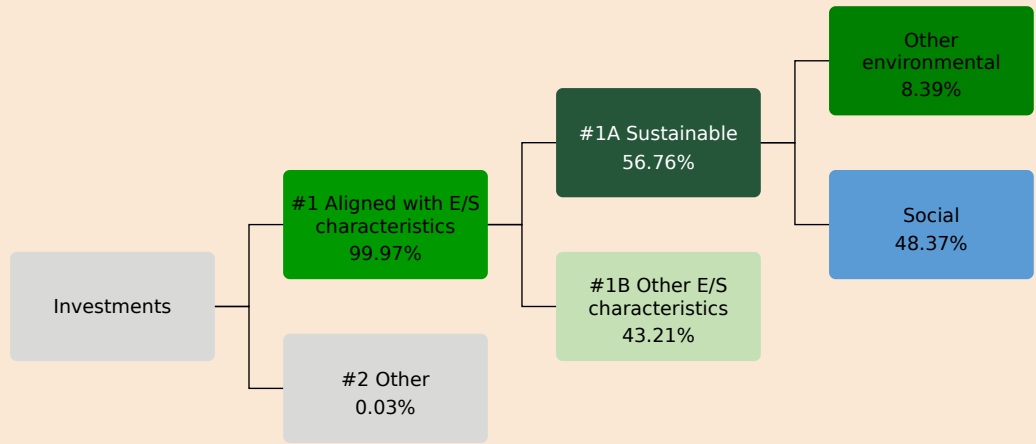 Investments
#1 Aligned with E/S
characteristics
99.97%
#2 Other
0.03%
#1A Sustainable
56.76%
#1B Other E/S
characteristics
43.21%
Other
environmental
8.39%
Social
48.37%